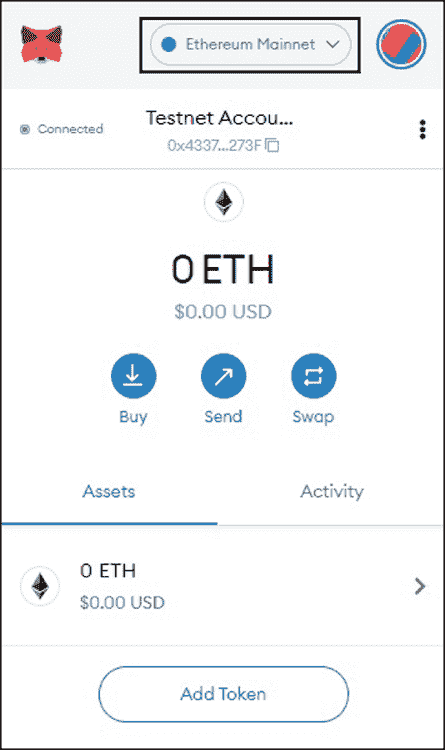 Ethereum Mainnet
Connected
Testnet Accou...
0x4337...273F
0 ETH
$0.00 USD
Buy
Send
Swap
Assets
Activity
0 ETH
$0.00 USD
Add Token